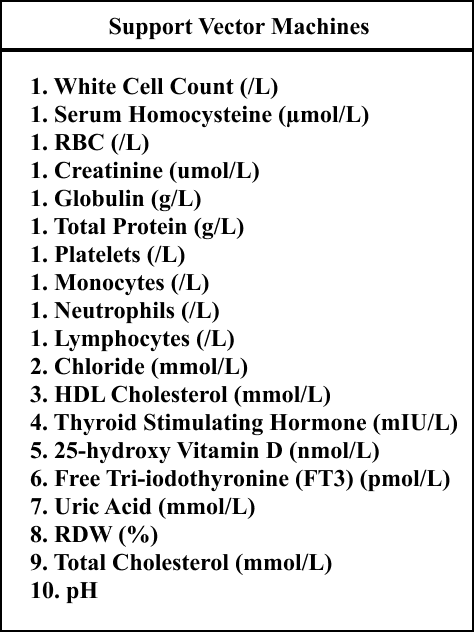 Support Vector Machines
1. White Cell Count (/L)
1. Serum Homocysteine (µmol/L)
1. RBC (/L)
1. Creatinine (umol/L)
1. Globulin (g/L)
1. Total Protein (g/L)
1. Platelets (/L)
1. Monocytes (/L)
1. Neutrophils (/L)
1. Lymphocytes (/L)
2. Chloride (mmol/L)
3. HDL Cholesterol (mmol/L)
4. Thyroid Stimulating Hormone (mIU/L)
5. 25-hydroxy Vitamin D (nmol/L)
6. Free Tri-iodothyronine (FT3) (pmol/L)
7. Uric Acid (mmol/L)
8. RDW (%)
9. Total Cholesterol (mmol/L)
10. pH